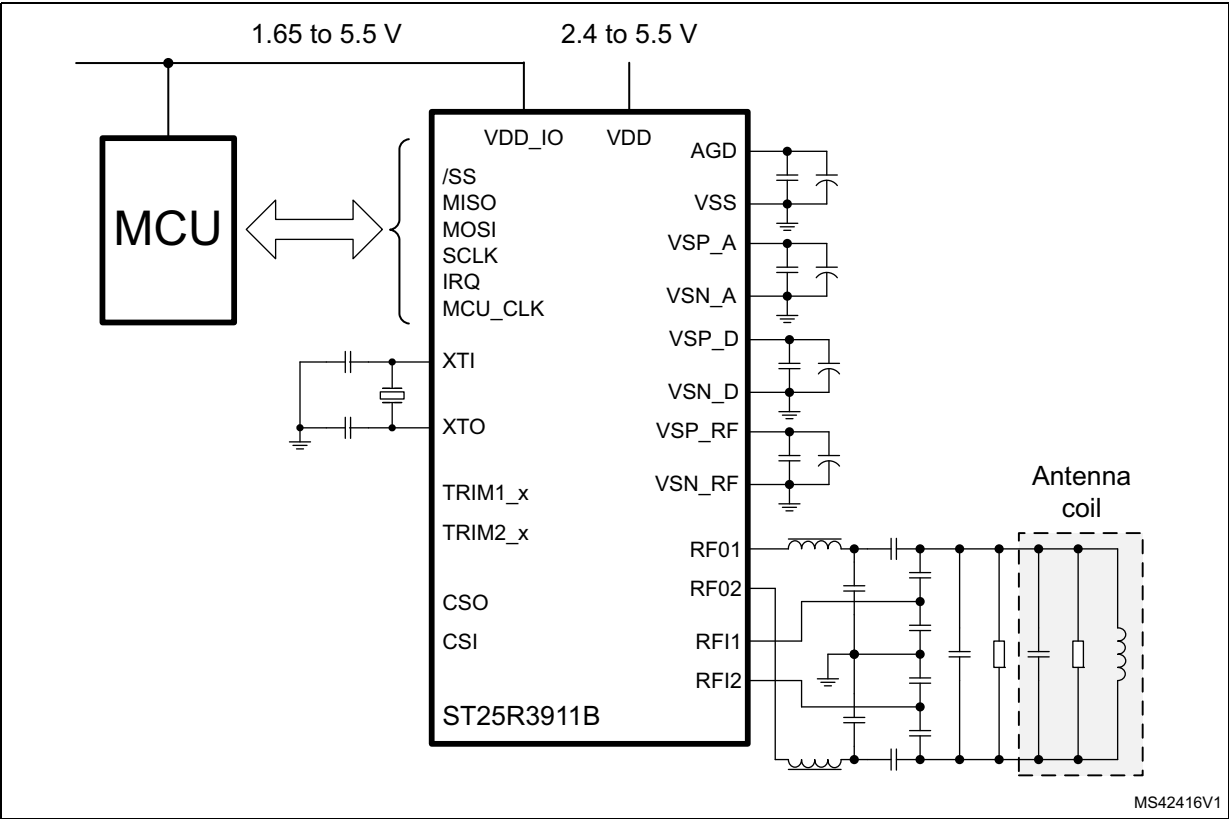 1.65 to 5.5 V
2.4 to 5.5 V
MCU
VDD_IO
VDD
/SS
MISO
MOSI
SCLK
IRQ
MCU_CLK
XTI
XTO
TRIM1_x
TRIM2_x
CSO
CSI
ST25R3911B
AGD
VSS
VSP_A
VSN_A
VSP_D
VSN_D
VSP_RF
VSN_RF
RF01
RF02
RFI1
RFI2
Antenna
coil
MS42416V1